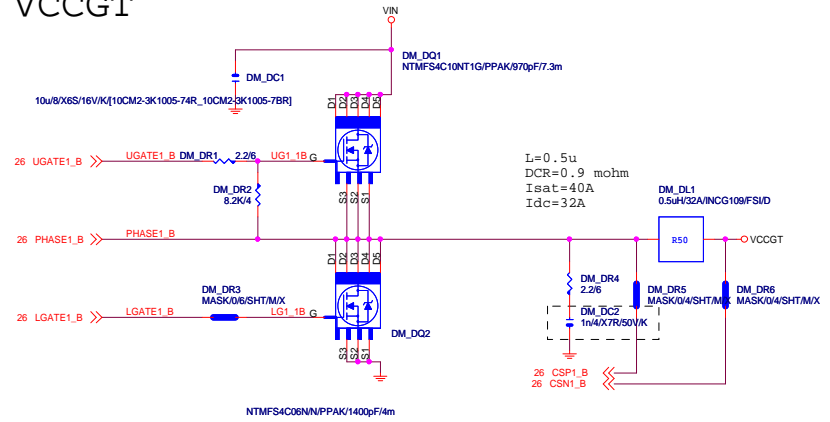 VCCGT
VIN
DM_DQ1
NTMFS4C10NT1G/PPAK/970pF/7.3m
DM_DC1
10u/8/X6S/16V/K/[10CM2-3K1005-74R_10CM2-3K1005-7BR]
D1 D2 D3 D4 D5
26 UGATE1_B UGATE1_B DM_DR1 2.2/6 UG1_1B G
S3 S2 S1
DM_DR2
8.2K/4
L=0.5u
DCR=0.9 mohm
Isat=40A
Idc=32A
DM_DL1
0.5uH/32A/INCG109/FSI/D
26 PHASE1_B PHASE1_B
R50
VCCGT
D1 D2 D3 D4 D5
DM_DR3
MASK/0/6/SHT/M/X
DM_DR4
2.2/6
DM_DR5
MASK/0/4/SHT/M/X
DM_DR6
MASK/0/4/SHT/M/X
26 LGATE1_B LGATE1_B LG1_1B G
DM_DC2
1n/4/X7R/50V/K
DM_DQ2
S3 S2 S1
26 CSP1_B
26 CSN1_B
NTMFS4C06N/N/PPAK/1400pF/4m